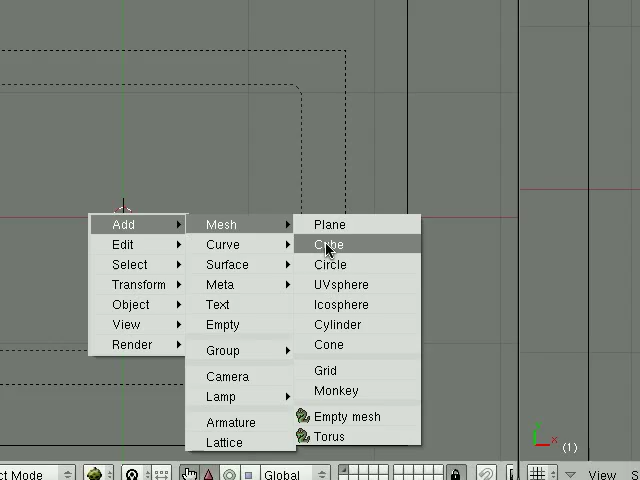 Add
Edit
Select
Transform
Object
View
Render
Mesh
Curve
Surface
Meta
Text
Empty
Group
Camera
Lamp
Armature
Lattice
Plane
Cube
Circle
UVsphere
Icosphere
Cylinder
Cone
Grid
Monkey
Empty mesh
Torus
(1)
ct Mode
Global
View
S